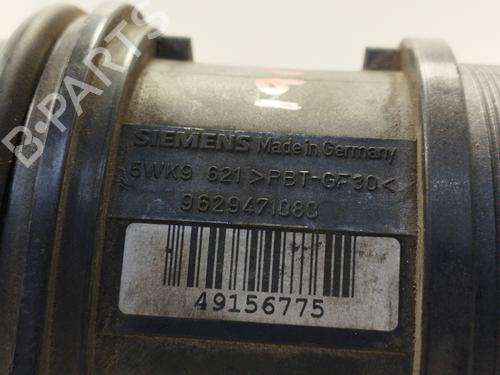 B-PARTS
SIEMENS Made in Germany
5WK9 621 >PBT-GF30<
9629471080
49156775